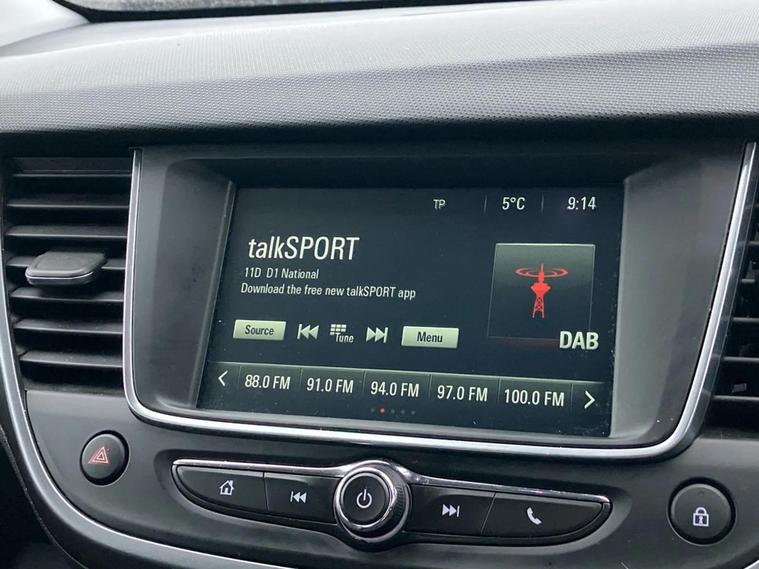 TP 5°C 9:14
talkSPORT
11D D1 National
Download the free new talkSPORT app
Source Tune Menu
DAB
88.0 FM 91.0 FM 94.0 FM 97.0 FM 100.0 FM